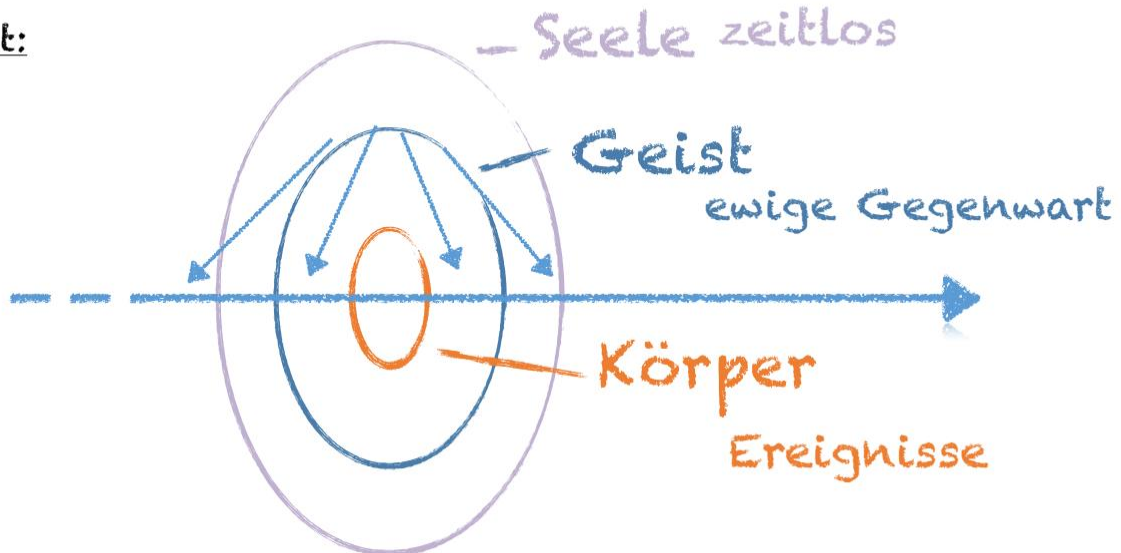 t:
– Seele zeitlos
Geist
ewige Gegenwart
Körper
Ereignisse